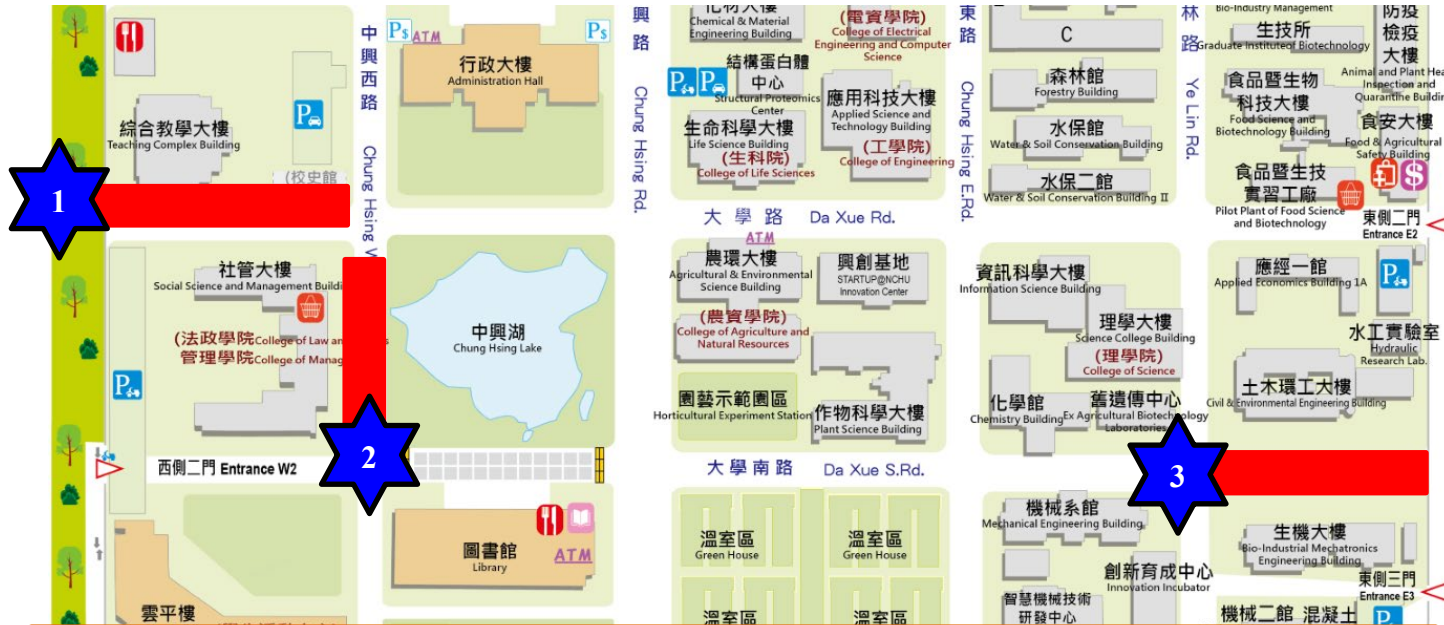 P$
ATM
P$
行政大樓
Administration Hall
P
綜合教學大樓
Teaching Complex Building
(校史館
中興西路
Chung Hsing W
1
社管大樓
Social Science and Management
(法政學院 College of Law
管理學院 College of
P
2
西側二門 Entrance W2
雲平樓
中興湖
Chung Hsing Lake
圖書館
Library
ATM
興路
Chung Hsing Rd.
Chemical & Material
Engineering Building
(電資學院)
College of Electrical
Engineering and Computer
Science
P P
結構蛋白體
中心
Structural Proteomics
Center
應用科技大樓
Applied Science and
Technology Building
生命科學大樓
Life Science Building
(生科院)
College of Life Sciences
(工學院)
College of Engineering
大學路 Da Xue Rd.
ATM
農環大樓
Agricultural & Environmental
Science Building
興創基地
STARTUP@NCHU
Innovation Center
(農資學院)
College of Agriculture and
Natural Resources
園藝示範園區
Horticultural Experiment Station
作物科學大樓
Plant Science Building
大學南路 Da Xue S.Rd.
溫室區
Green House
溫室區
Green House
溫室區
溫室區
東路
Chung Hsing E.Rd.
C
森林館
Forestry Building
水保館
Water & Soil Conservation Building
水保二館
Water & Soil Conservation Building II
資訊科學大樓
Information Science Building
理學大樓
Science College Building
(理學院)
College of Science
化學館
Chemistry Building
舊遺傳中心
Ex Agricultural Biotechnology
Laboratories
3
機械系館
Mechanical Engineering Building
創新育成中心
Innovation Incubator
智慧機械技術
研發中心
林路
Ye Lin Rd.
Bio-Industry Management
生技所
Graduate Institute of Biotechnology
防疫
檢疫
大樓
Animal and Plant
Inspection and
Quarantine
食品暨生物
科技大樓
Food Science and
Biotechnology Building
食安大樓
Food & Agricultural
Safety Building
食品暨生技
實習工廠
Pilot Plant of Food Science
and Biotechnology
$
東側二門
Entrance E2
應經一館
Applied Economics Building 1A
P
水工實驗室
Hydraulic
Research Lab.
土木環工大樓
Civil & Environmental Engineering Building
生機大樓
Bio-Industrial Mechatronics
Engineering Building
東側三門
Entrance E3
機械二館 混凝土
P